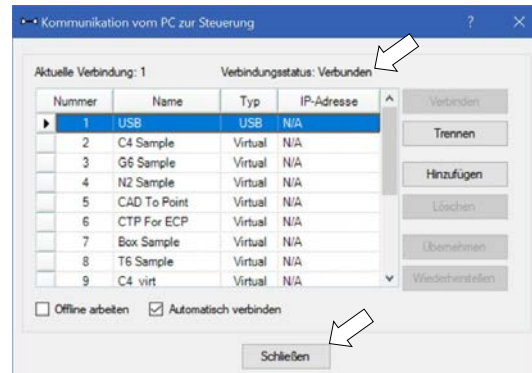 Kommunikation vom PC zur Steuerung ? ×
Aktuelle Verbindung: 1 Verbindungsstatus: Verbunden
Nummer Name Typ IP-Adresse
1 USB USB N/A
2 C4 Sample Virtual N/A
3 G6 Sample Virtual N/A
4 N2 Sample Virtual N/A
5 CAD To Point Virtual N/A
6 CTP For ECP Virtual N/A
7 Box Sample Virtual N/A
8 T6 Sample Virtual N/A
9 C4 virt Virtual N/A
Verbinden
Trennen
Hinzufügen
Löschen
Übernehmen
Wiederherstellen
Offline arbeiten Automatisch verbinden
Schließen